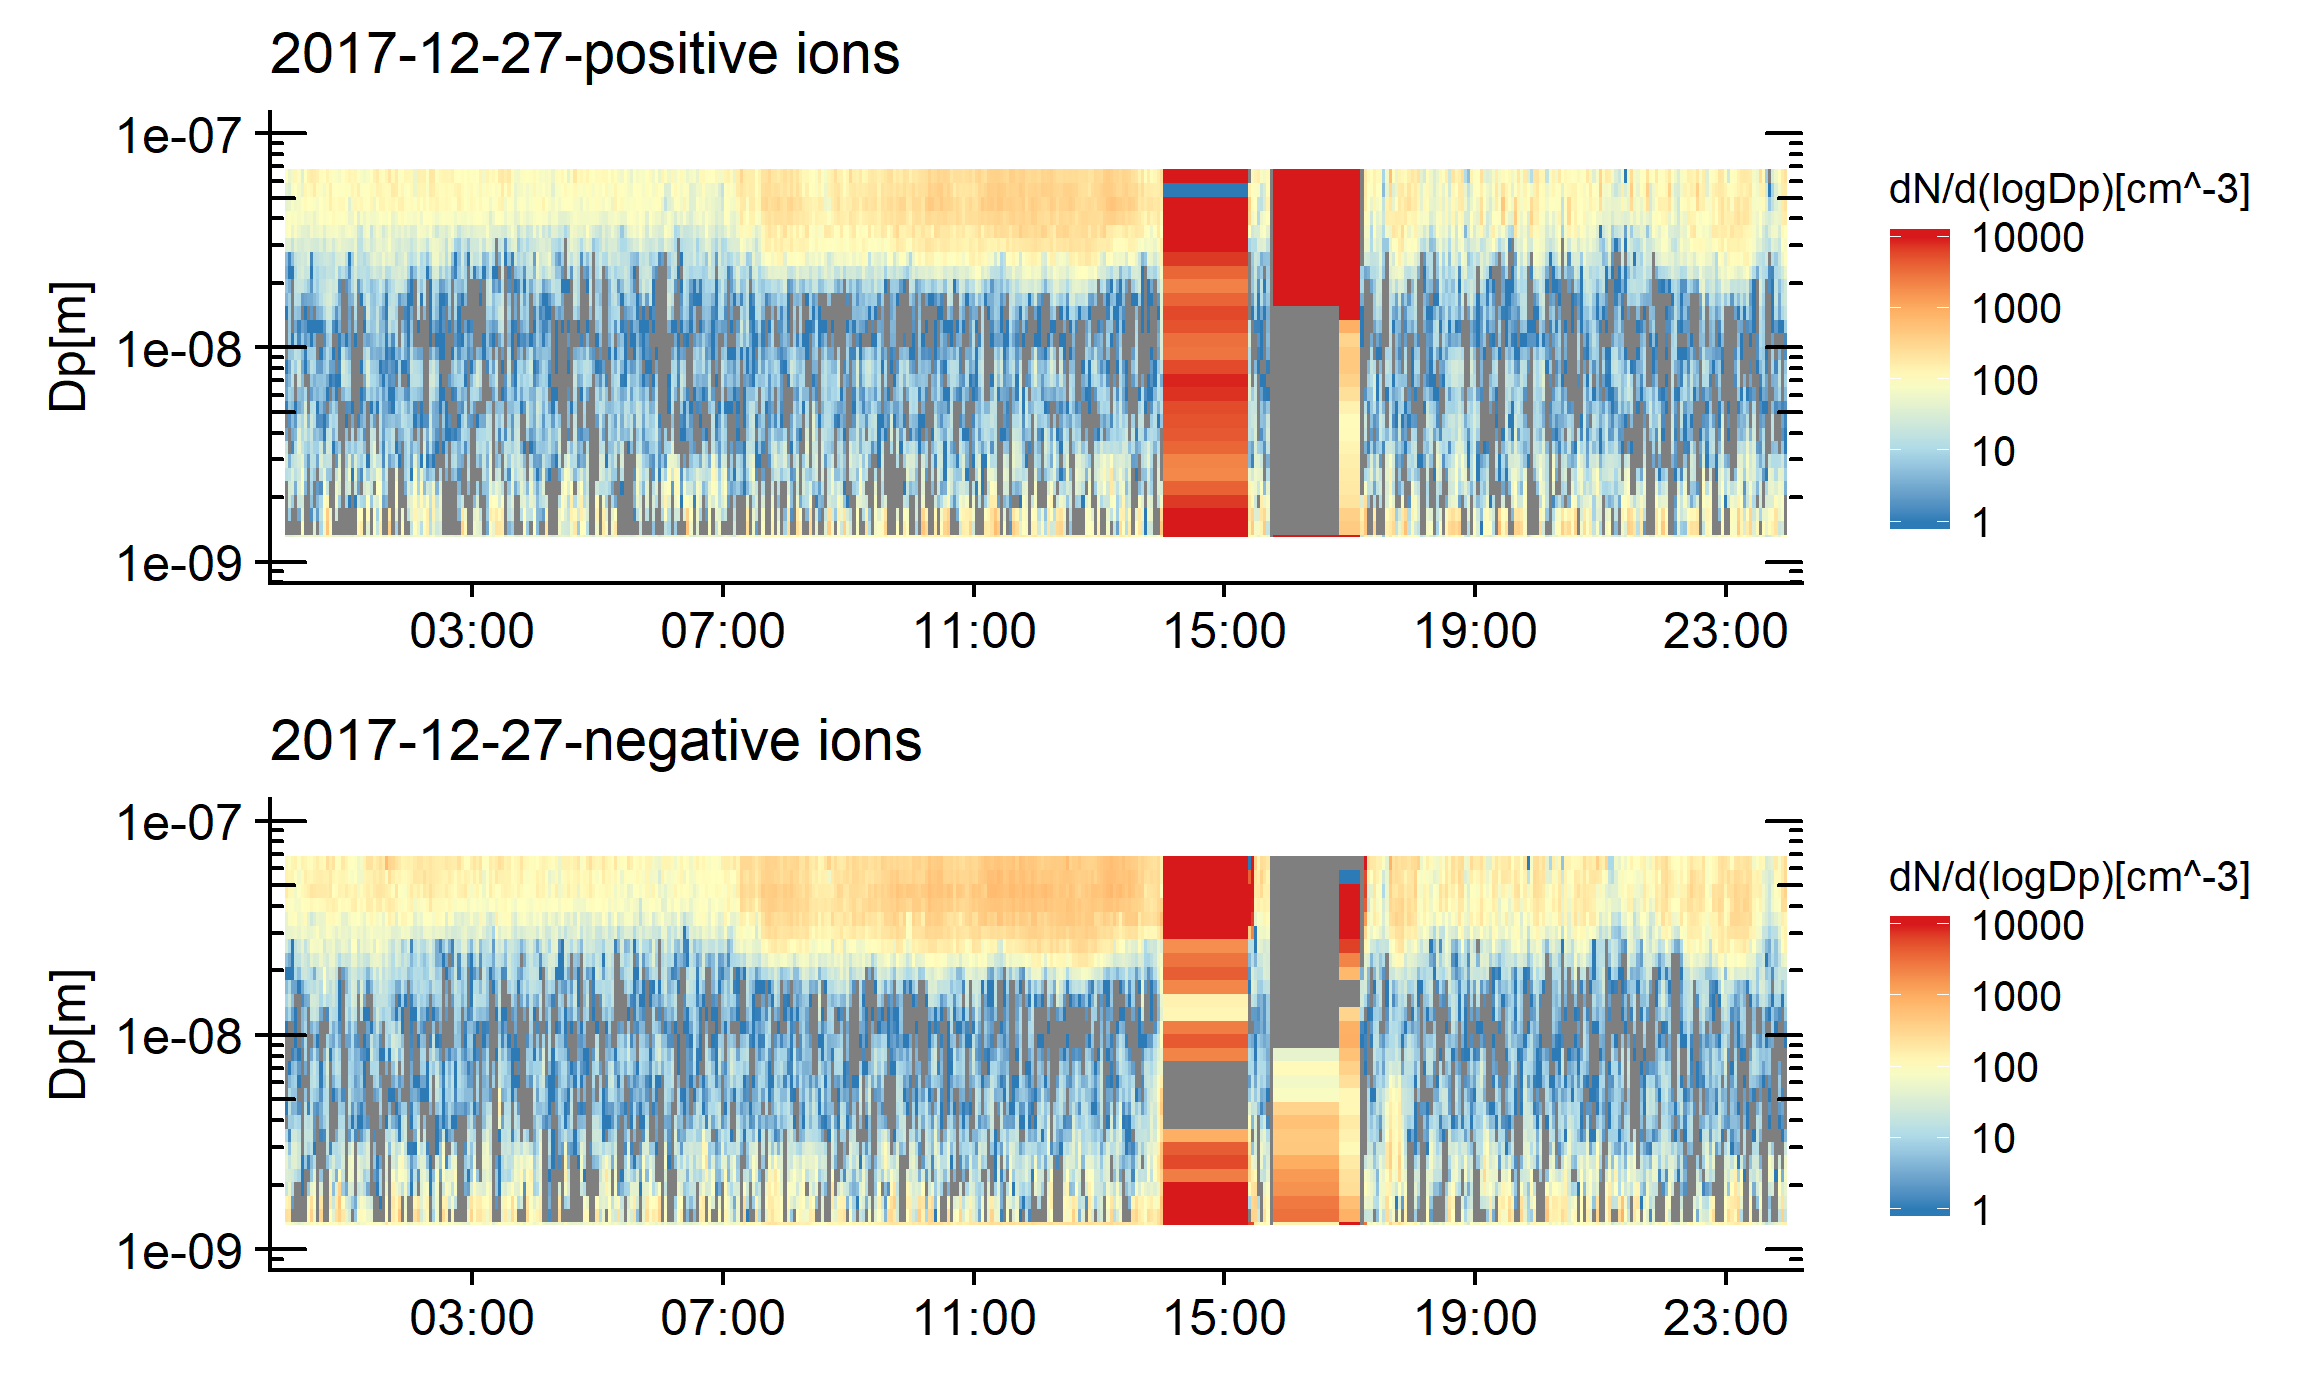 2017-12-27-positive ions
1e-07
1e-08
1e-09
Dp[m]
03:00 07:00 11:00 15:00 19:00 23:00
dN/d(logDp)[cm^-3]
10000
1000
100
10
1
2017-12-27-negative ions
1e-07
1e-08
1e-09
Dp[m]
03:00 07:00 11:00 15:00 19:00 23:00
dN/d(logDp)[cm^-3]
10000
1000
100
10
1